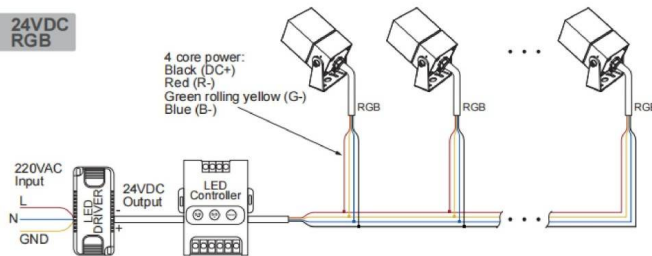 24VDC
RGB
4 core power:
Black (DC+)
Red (R-)
Green rolling yellow (G-)
Blue (B-)
RGB
RGB
RGB
220VAC
Input
L
N
GND
LED
DRIVER
-
+
24VDC
Output
LED
Controller